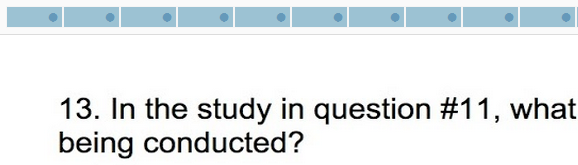 13. In the study in question #11, what
being conducted?